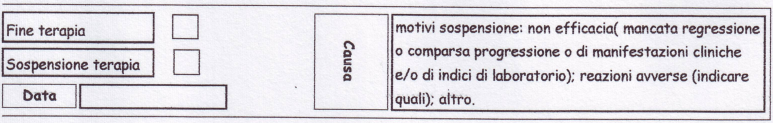 Fine terapia
Sospensione terapia
Data
Causa
motivi sospensione: non efficacia( mancata regressione
o comparsa progressione o di manifestazioni cliniche
e/o di indici di laboratorio); reazioni avverse (indicare
quali); altro.